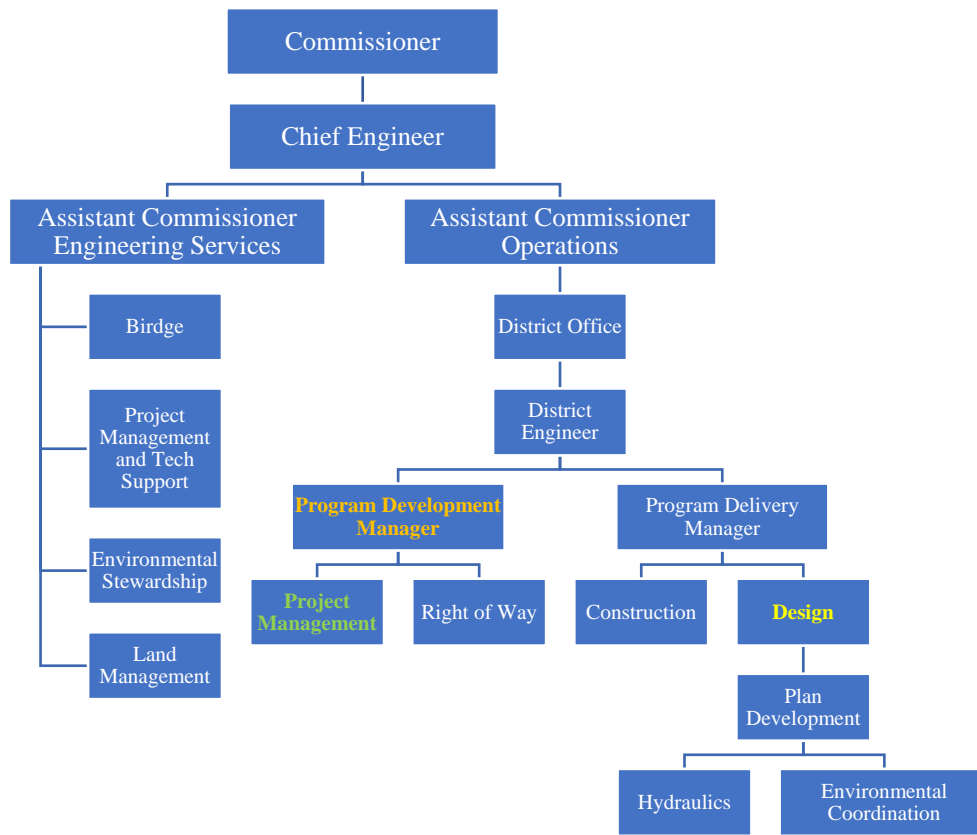 Commissioner
Chief Engineer
Assistant Commissioner
Engineering Services
Assistant Commissioner
Operations
Birdge
Project
Management
and Tech
Support
Environmental
Stewardship
Land
Management
District Office
District
Engineer
Program Development
Manager
Program Delivery
Manager
Project
Management
Right of Way
Construction
Design
Plan
Development
Hydraulics
Environmental
Coordination